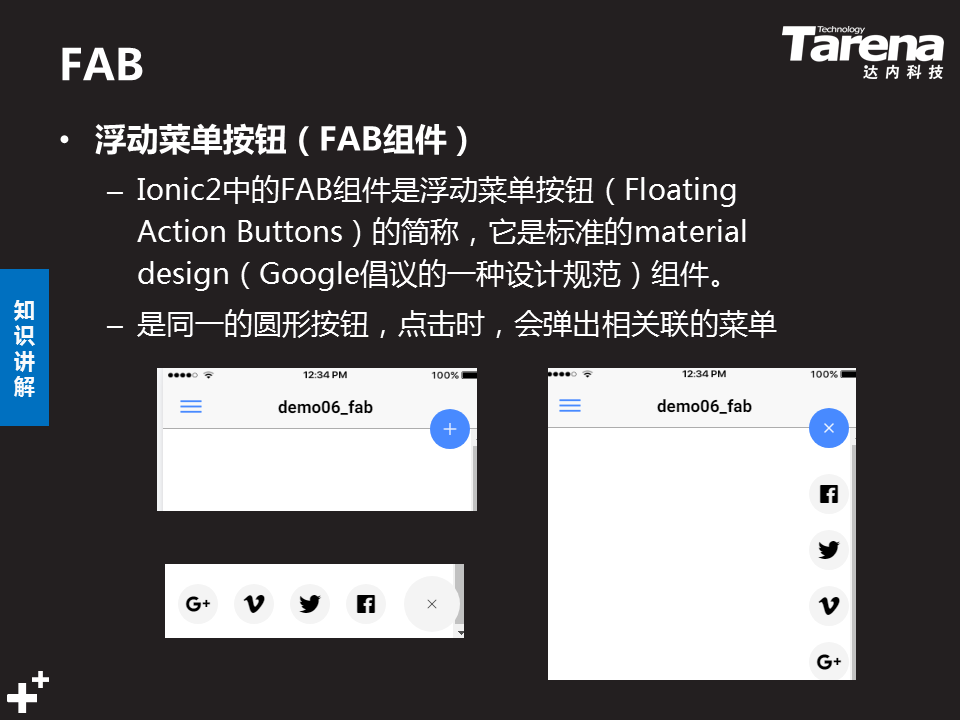 FAB
Technology
Tarena
达内科技
• 浮动菜单按钮（FAB组件）
– Ionic2中的FAB组件是浮动菜单按钮（Floating
Action Buttons）的简称，它是标准的material
design（Google倡议的一种设计规范）组件。
– 是同一的圆形按钮，点击时，会弹出相关联的菜单
知识讲解
12:34 PM 100%
demo06_fab
12:34 PM 100%
demo06_fab
G+
G+